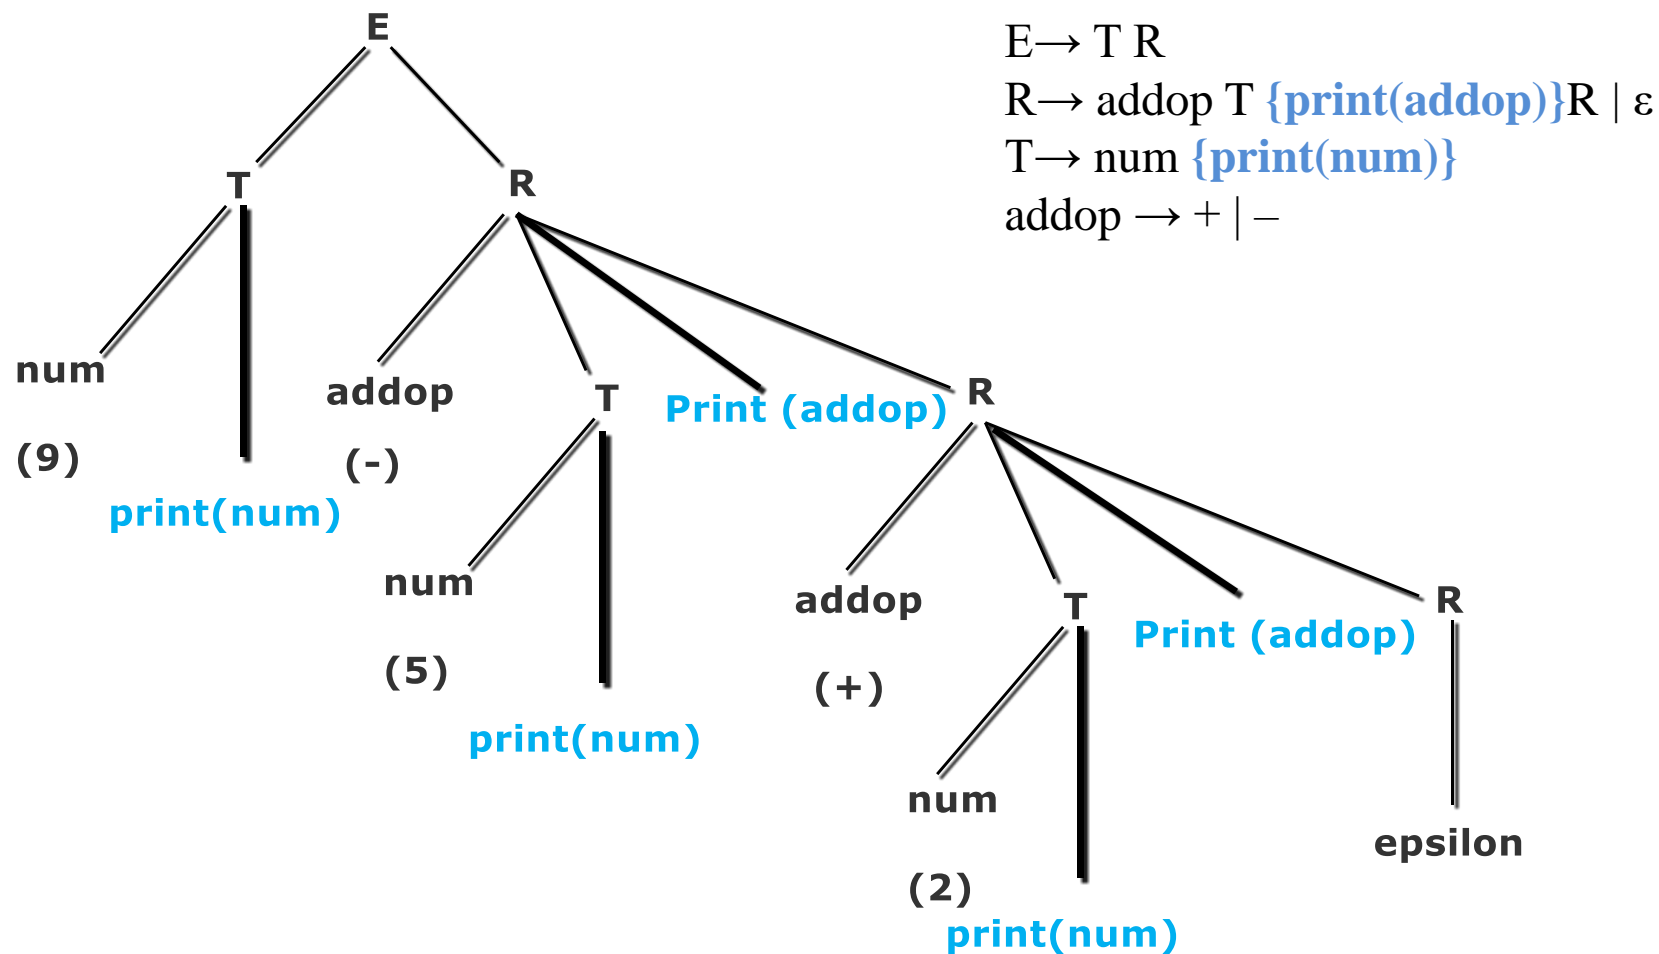 E
E→ T R
R→ addop T {print(addop)}R | ε
T→ num {print(num)}
addop → + | –
T
R
num
addop
T
Print (addop)
R
(9)
(-)
print(num)
num
addop
T
Print (addop)
R
(5)
(+)
print(num)
num
epsilon
(2)
print(num)